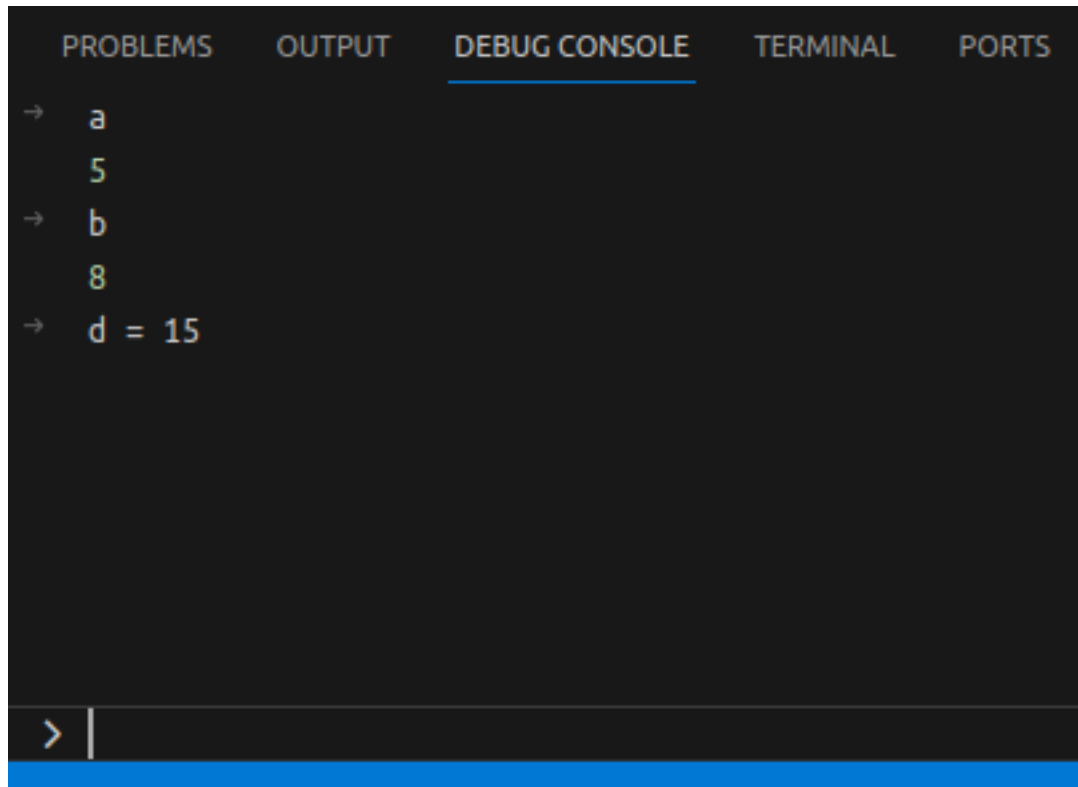 PROBLEMS OUTPUT DEBUG CONSOLE TERMINAL PORTS
→ a
5
→ b
8
→ d = 15
>